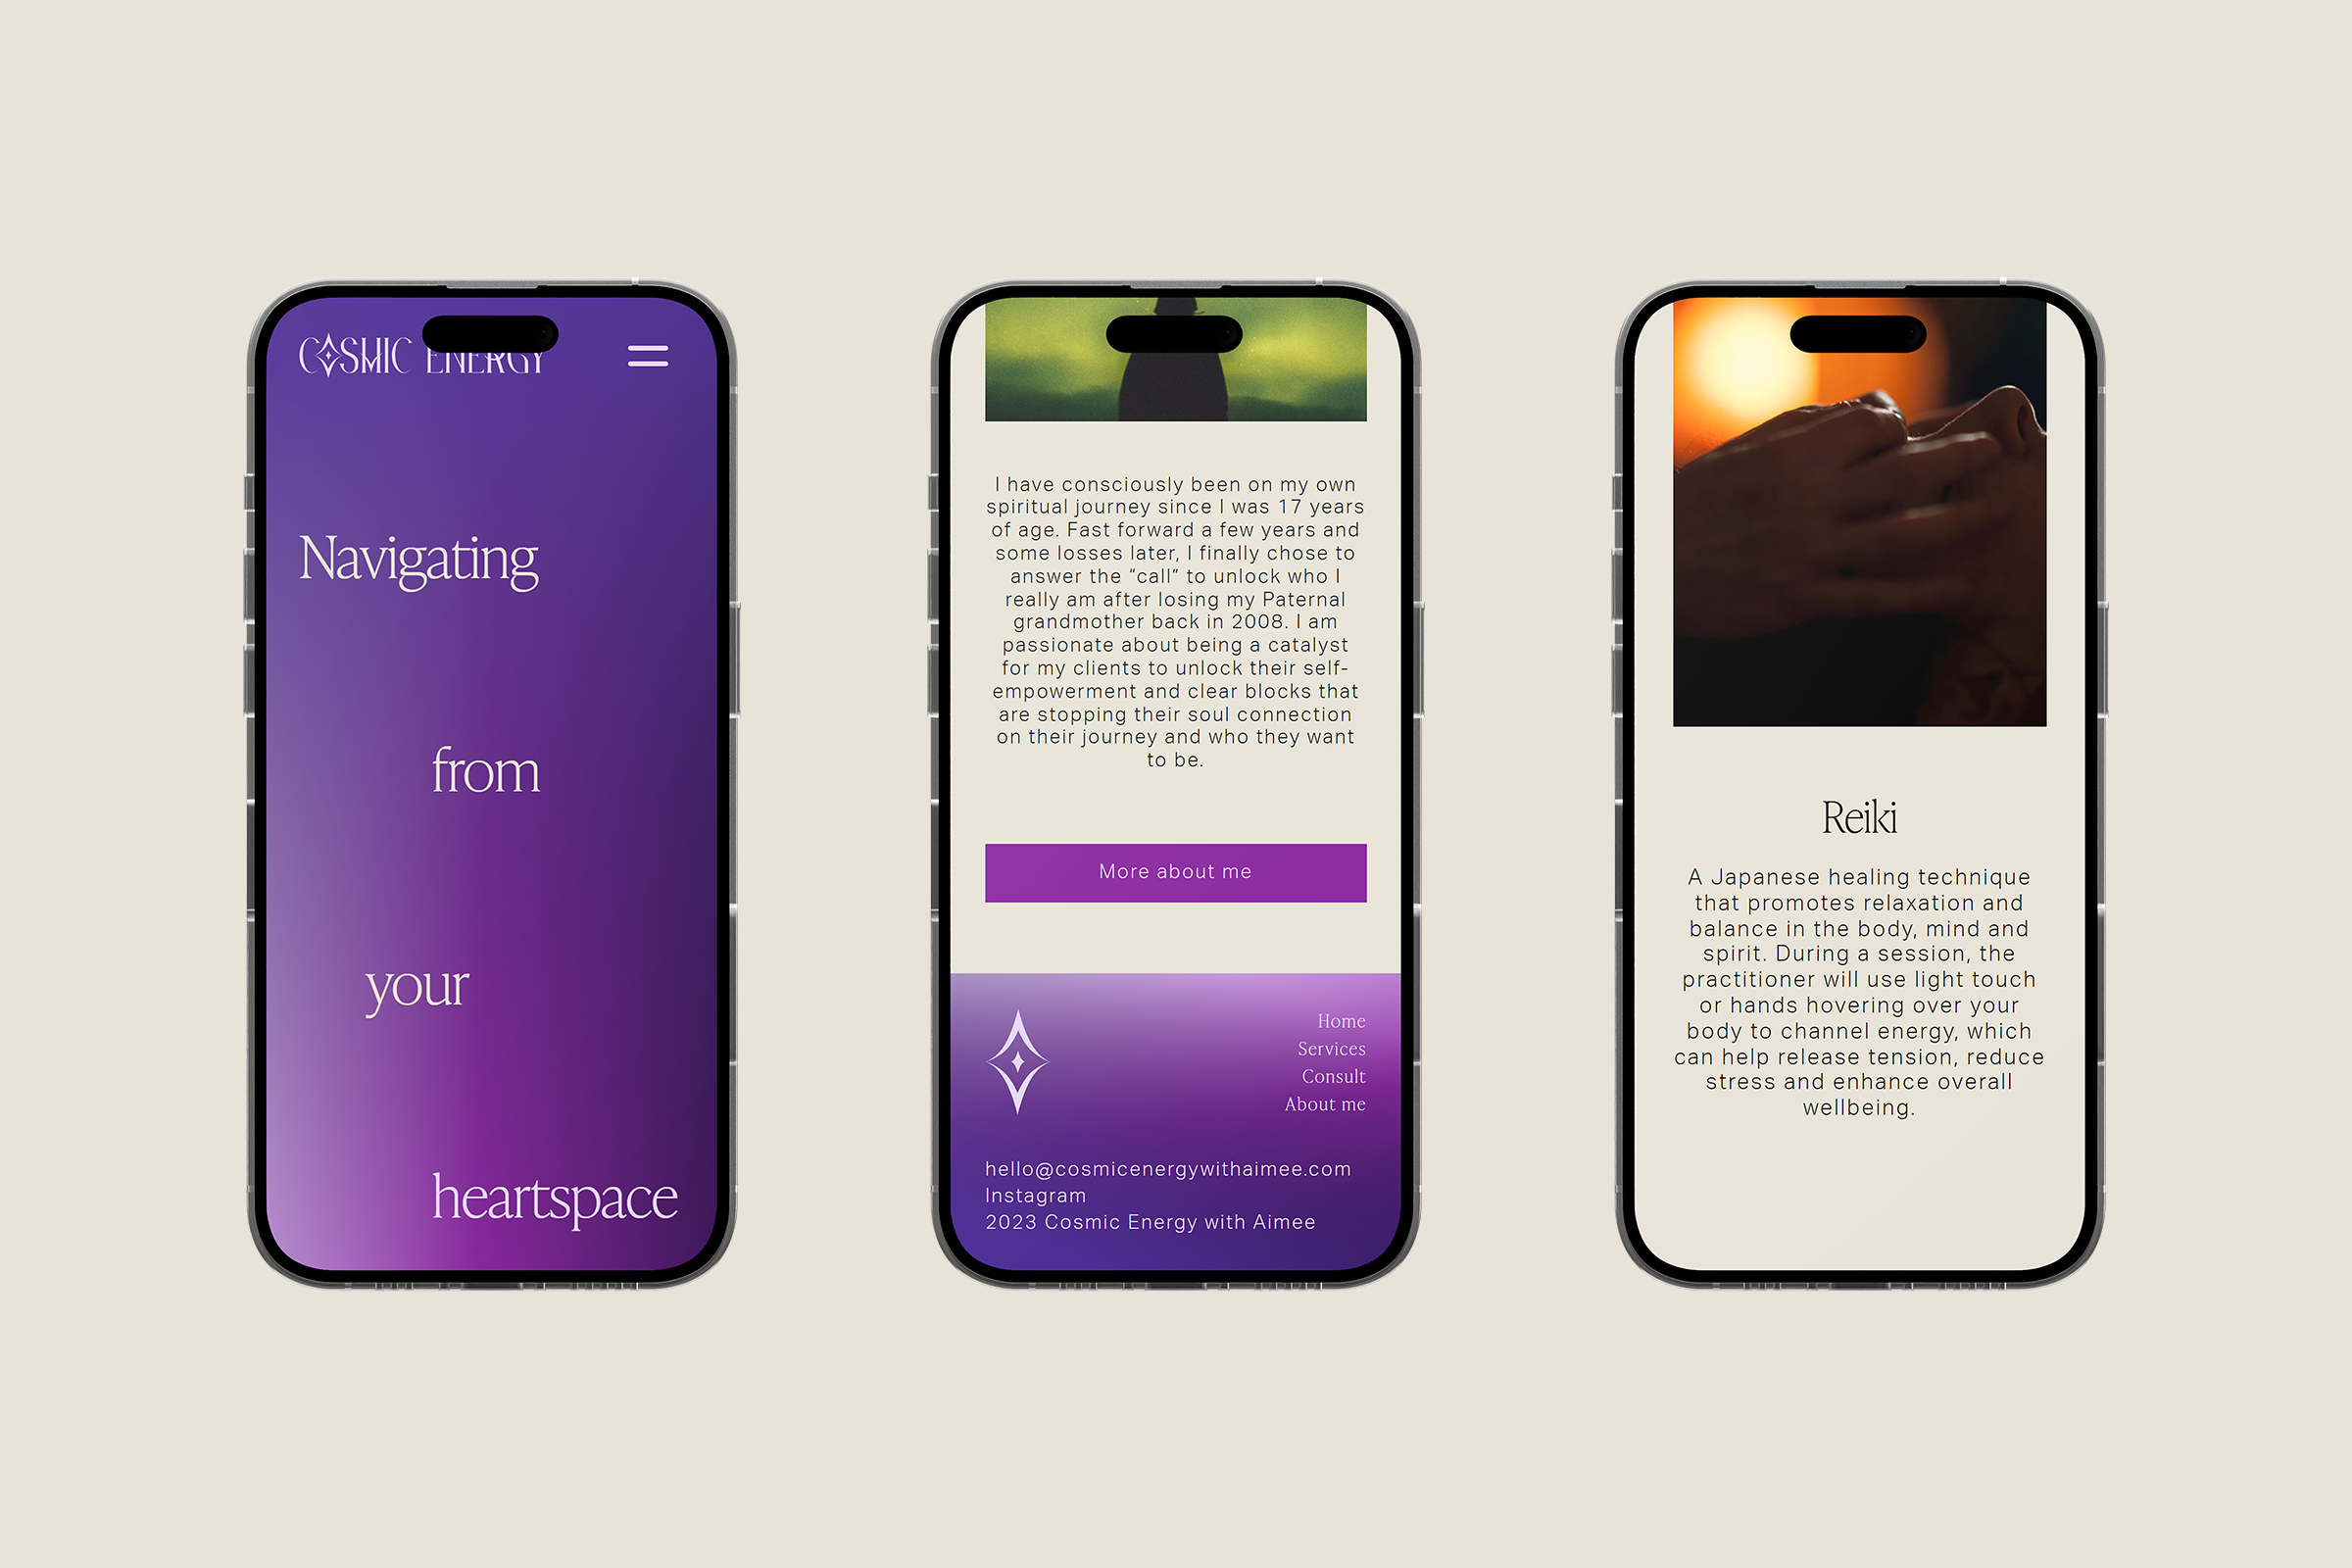 COSMIC ENERGY
Navigating
from
your
heartspace
I have consciously been on my own
spiritual journey since I was 17 years
of age. Fast forward a few years and
some losses later, I finally chose to
answer the “call” to unlock who I
really am after losing my Paternal
grandmother back in 2008. I am
passionate about being a catalyst
for my clients to unlock their self-
empowerment and clear blocks that
are stopping their soul connection
on their journey and who they want
to be.
More about me
Home
Services
Consult
About me
hello@cosmicenergywithaimee.com
Instagram
2023 Cosmic Energy with Aimee
Reiki
A Japanese healing technique
that promotes relaxation and
balance in the body, mind and
spirit. During a session, the
practitioner will use light touch
or hands hovering over your
body to channel energy, which
can help release tension, reduce
stress and enhance overall
wellbeing.